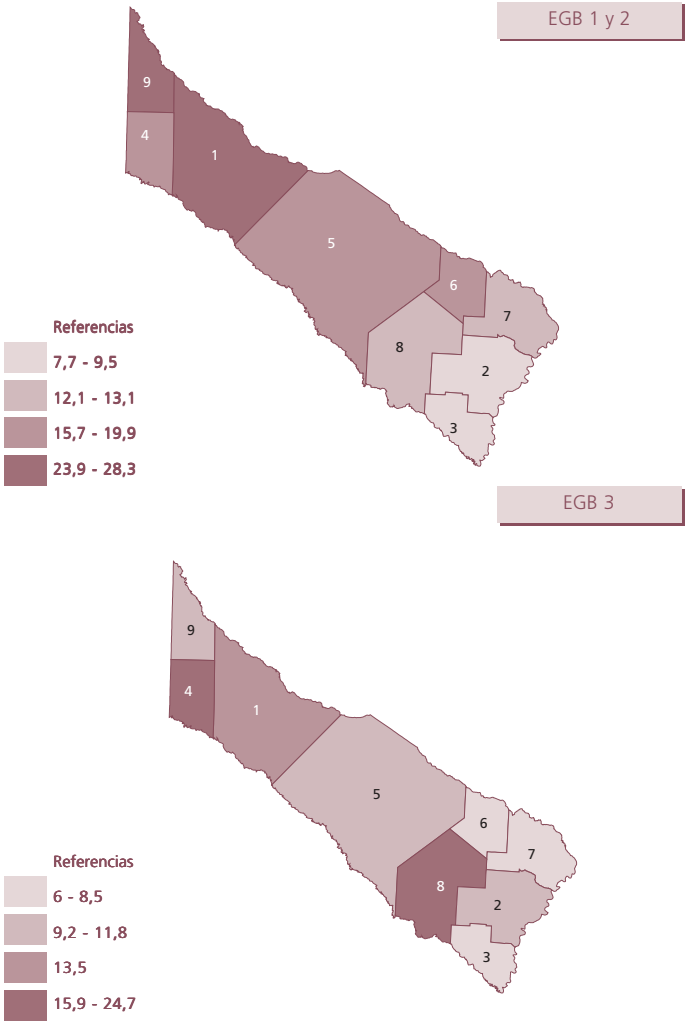 EGB 1 y 2
9
4
1
5
6
7
8
2
3
Referencias
7,7 - 9,5
12,1 - 13,1
15,7 - 19,9
23,9 - 28,3
EGB 3
9
4
1
5
6
7
8
2
3
Referencias
6 - 8,5
9,2 - 11,8
13,5
15,9 - 24,7